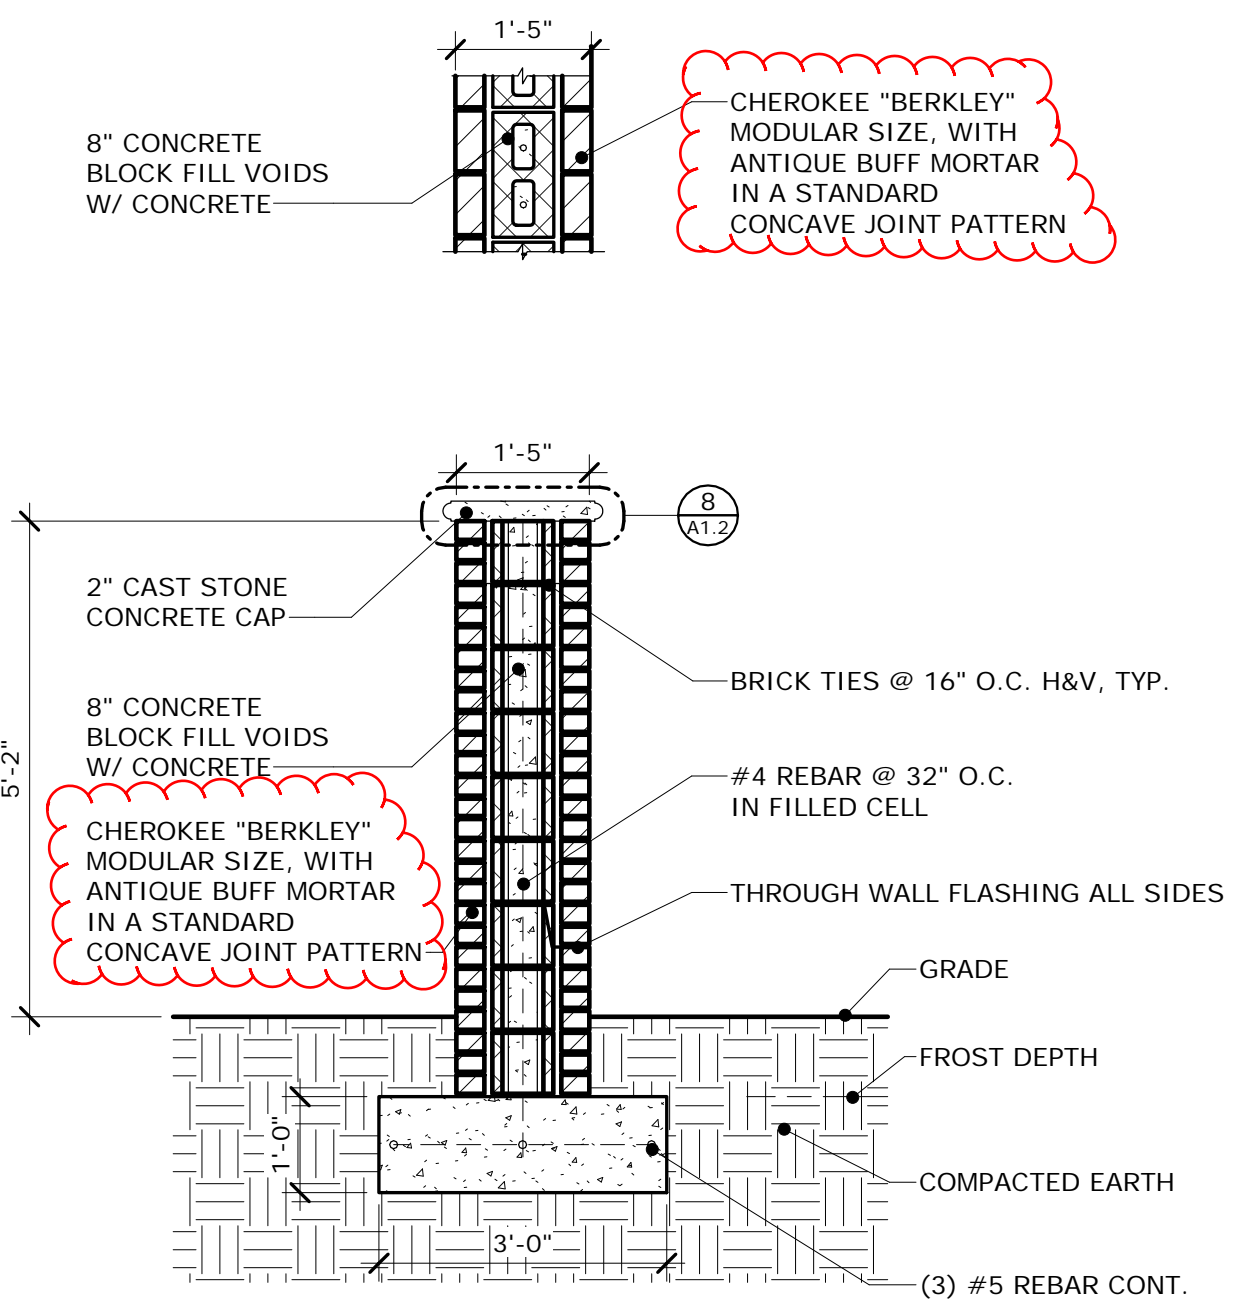 1'-5"
8" CONCRETE
BLOCK FILL VOIDS
W/ CONCRETE
CHEROKEE "BERKLEY"
MODULAR SIZE, WITH
ANTIQUE BUFF MORTAR
IN A STANDARD
CONCAVE JOINT PATTERN
1'-5"
8
A1.2
2" CAST STONE
CONCRETE CAP
BRICK TIES @ 16" O.C. H&V, TYP.
8" CONCRETE
BLOCK FILL VOIDS
W/ CONCRETE
5'-2"
#4 REBAR @ 32" O.C.
IN FILLED CELL
CHEROKEE "BERKLEY"
MODULAR SIZE, WITH
ANTIQUE BUFF MORTAR
IN A STANDARD
CONCAVE JOINT PATTERN
THROUGH WALL FLASHING ALL SIDES
GRADE
FROST DEPTH
1'-0"
COMPACTED EARTH
3'-0"
(3) #5 REBAR CONT.